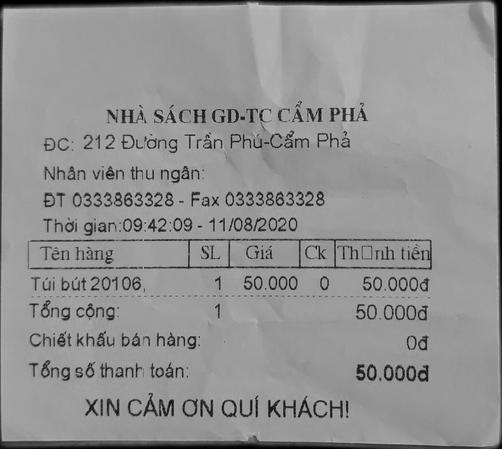 NHÀ SÁCH GD-TC CẨM PHẢ
ĐC: 212 Đường Trần Phú-Cẩm Phả
Nhân viên thu ngân:
ĐT 0333863328 - Fax 0333863328
Thời gian:09:42:09 - 11/08/2020
Tên hàng SL Giá Ck Th□nh tiền
Túi bút 20106, 1 50.000 0 50.000đ
Tổng cộng: 1 50.000đ
Chiết khấu bán hàng: 0đ
Tổng số thanh toán: 50.000đ
XIN CẢM ƠN QUÍ KHÁCH!